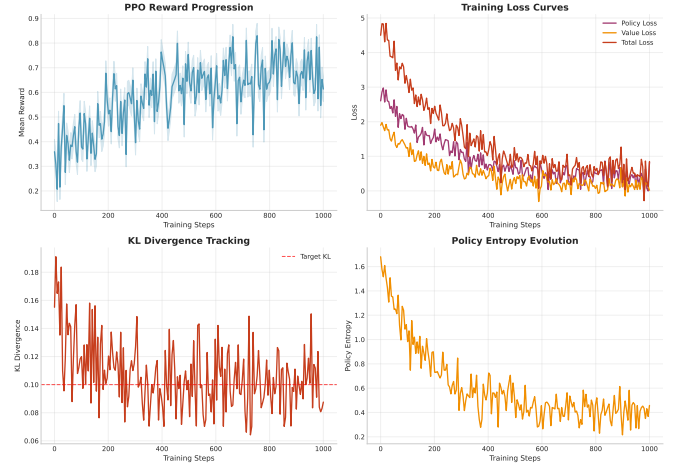 PPO Reward Progression
0.9
0.8
0.7
0.6
0.5
0.4
0.3
0.2
Mean Reward
0 200 400 600 800 1000
Training Steps
Training Loss Curves
Policy Loss
Value Loss
Total Loss
5
4
3
2
1
0
Loss
0 200 400 600 800 1000
Training Steps
KL Divergence Tracking
Target KL
0.18
0.16
0.14
0.12
0.10
0.08
0.06
KL Divergence
0 200 400 600 800 1000
Training Steps
Policy Entropy Evolution
1.6
1.4
1.2
1.0
0.8
0.6
0.4
0.2
Policy Entropy
0 200 400 600 800 1000
Training Steps